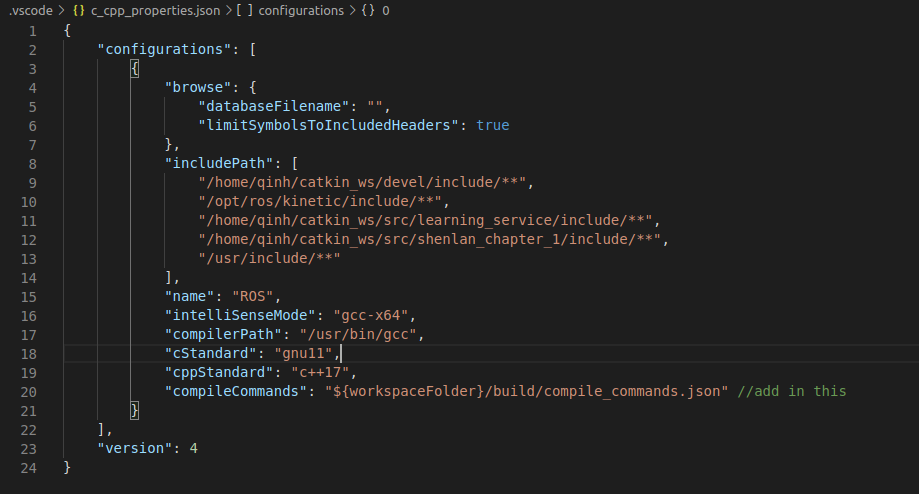 .vscode > {} c_cpp_properties.json > [ ] configurations > {} 0
1 {
2     "configurations": [
3         {
4             "browse": {
5                 "databaseFilename": "",
6                 "limitSymbolsToIncludedHeaders": true
7             },
8             "includePath": [
9                 "/home/qinh/catkin_ws/devel/include/**",
10                 "/opt/ros/kinetic/include/**",
11                 "/home/qinh/catkin_ws/src/learning_service/include/**",
12                 "/home/qinh/catkin_ws/src/shenlan_chapter_1/include/**",
13                 "/usr/include/**"
14             ],
15             "name": "ROS",
16             "intelliSenseMode": "gcc-x64",
17             "compilerPath": "/usr/bin/gcc",
18             "cStandard": "gnu11",
19             "cppStandard": "c++17",
20             "compileCommands": "${workspaceFolder}/build/compile_commands.json" //add in this
21         }
22     ],
23     "version": 4
24 }